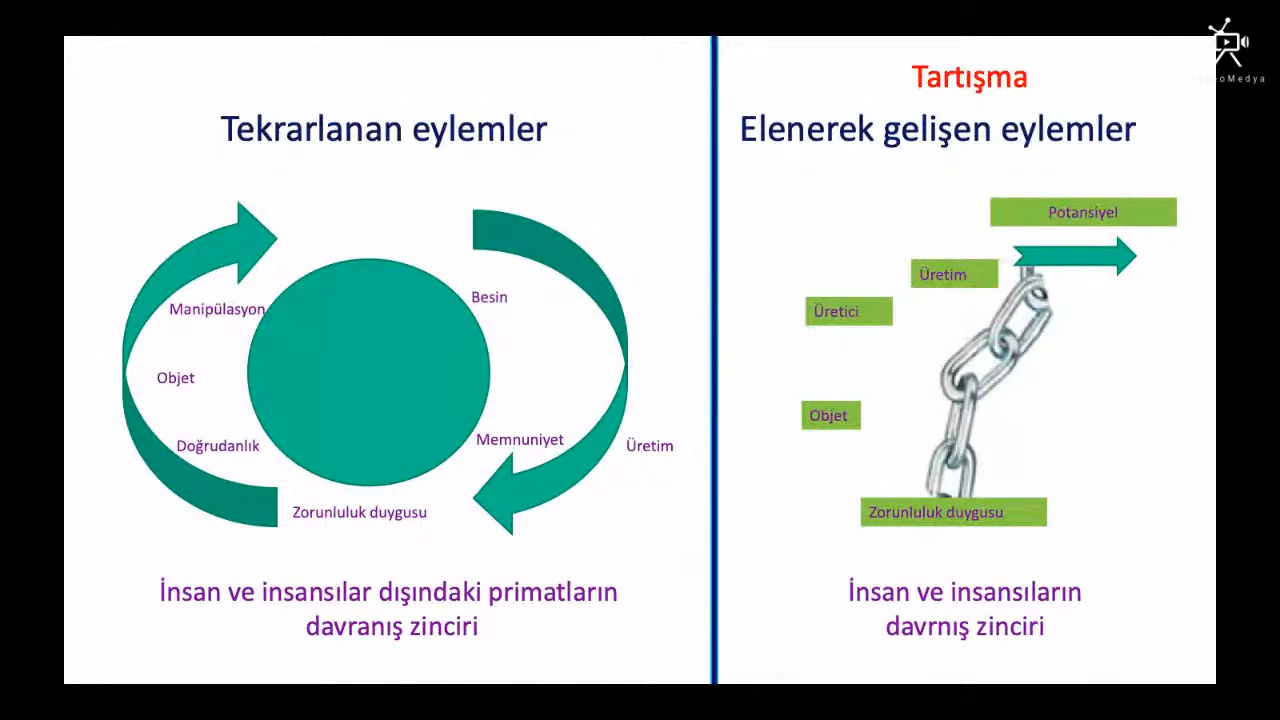 Tekrarlanan eylemler
Manipülasyon
Besin
Objet
Doğrudanlık
Memnuniyet
Üretim
Zorunluluk duygusu
İnsan ve insansılar dışındaki primatların
davranış zinciri
Tartışma
Elenerek gelişen eylemler
Potansiyel
Üretim
Üretici
Objet
Zorunluluk duygusu
İnsan ve insansıların
davrnış zinciri